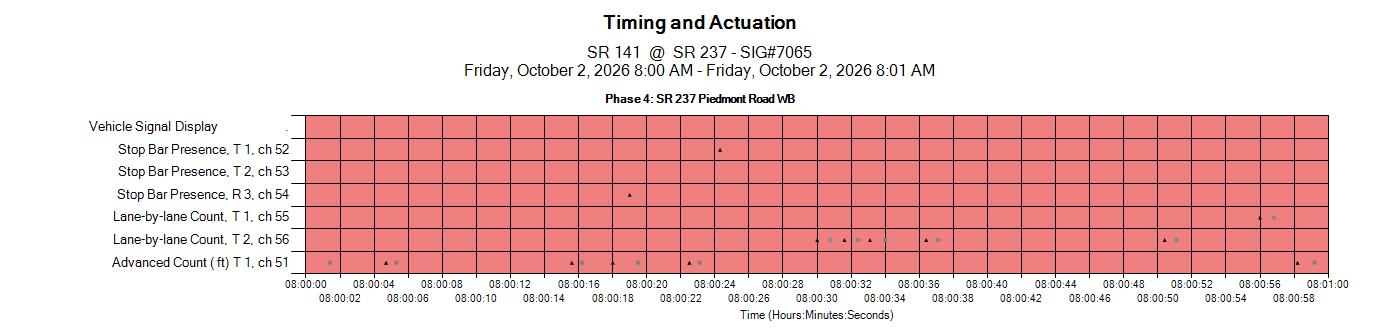 Timing and Actuation
SR 141 @ SR 237 - SIG#7065
Friday, October 2, 2026 8:00 AM - Friday, October 2, 2026 8:01 AM
Phase 4: SR 237 Piedmont Road WB
Vehicle Signal Display .
Stop Bar Presence, T 1, ch 52
Stop Bar Presence, T 2, ch 53
Stop Bar Presence, R 3, ch 54
Lane-by-lane Count, T 1, ch 55
Lane-by-lane Count, T 2, ch 56
Advanced Count ( ft) T 1, ch 51
08:00:00 08:00:04 08:00:08 08:00:12 08:00:16 08:00:20 08:00:24 08:00:28 08:00:32 08:00:36 08:00:40 08:00:44 08:00:48 08:00:52 08:00:56 08:01:00
08:00:02 08:00:06 08:00:10 08:00:14 08:00:18 08:00:22 08:00:26 08:00:30 08:00:34 08:00:38 08:00:42 08:00:46 08:00:50 08:00:54 08:00:58
Time (Hours:Minutes:Seconds)